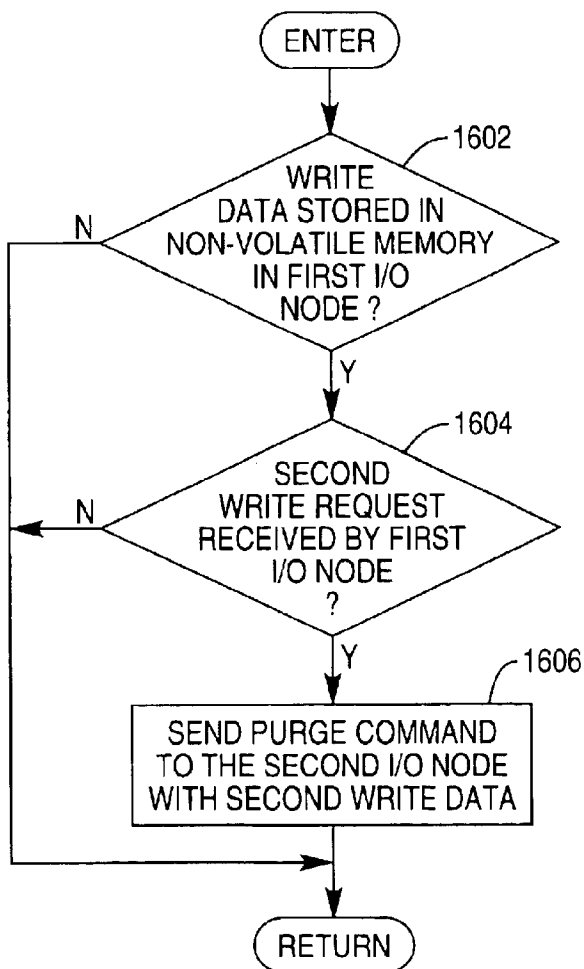 ENTER
1602
WRITE
DATA STORED IN
NON-VOLATILE MEMORY
IN FIRST I/O
NODE ?
N
Y
1604
SECOND
WRITE REQUEST
RECEIVED BY FIRST
I/O NODE
?
N
Y
1606
SEND PURGE COMMAND
TO THE SECOND I/O NODE
WITH SECOND WRITE DATA
RETURN